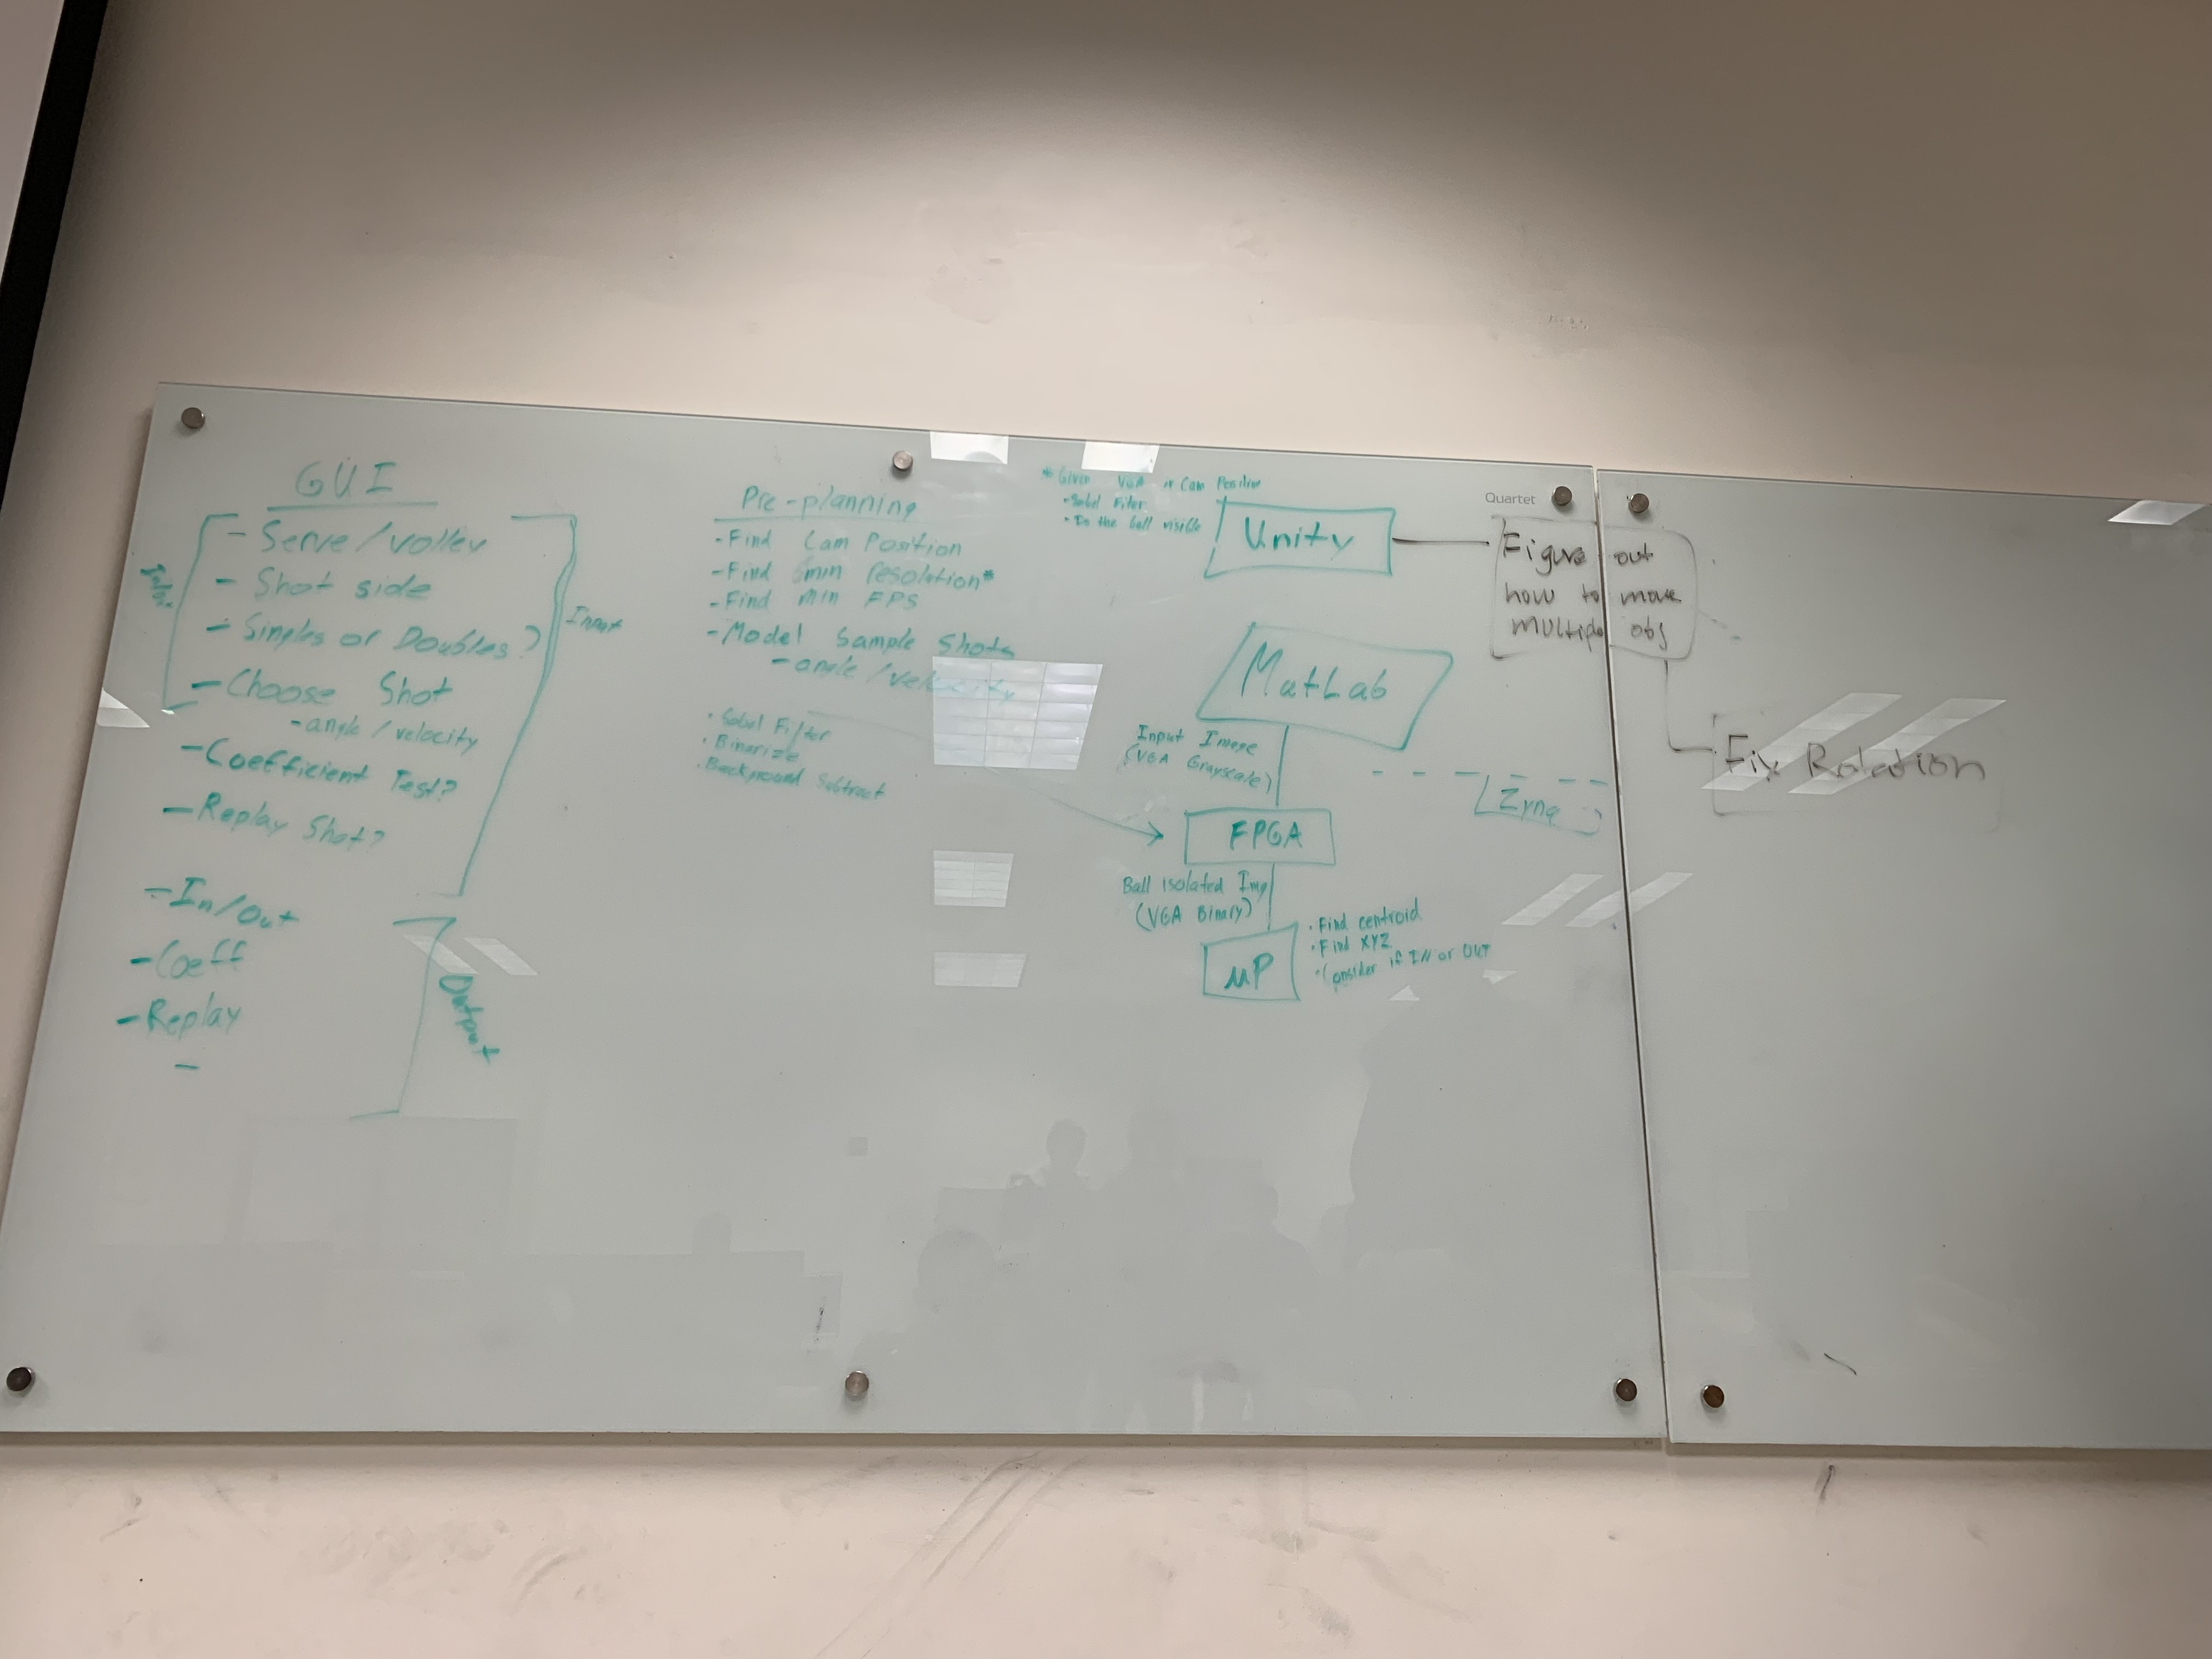 GUI
- Serve/volley
- Shot side
- Singles or Doubles?
- Choose Shot
- angle/velocity
- Coefficient Test?
- Replay Shot?
Input
- In/Out
- Coeff
- Replay
-
Output
Pre-planning
- Find Cam Position
- Find min resolution*
- Find min FPS
- Model Sample Shots
- angle/velocity
• Sobel Filter
• Binarize
• Background Subtract
* Given VGA + Cam Position
• Sobel Filter
• Is the ball visible
Unity
MatLab
Input Image
(VGA Grayscale)
Zynq
FPGA
Ball isolated Img
(VGA Binary)
μP
• Find centroid
• Find XYZ
• Consider if IN or OUT
Quartet
Figure out
how to move
multiple obj
Fix Rotation